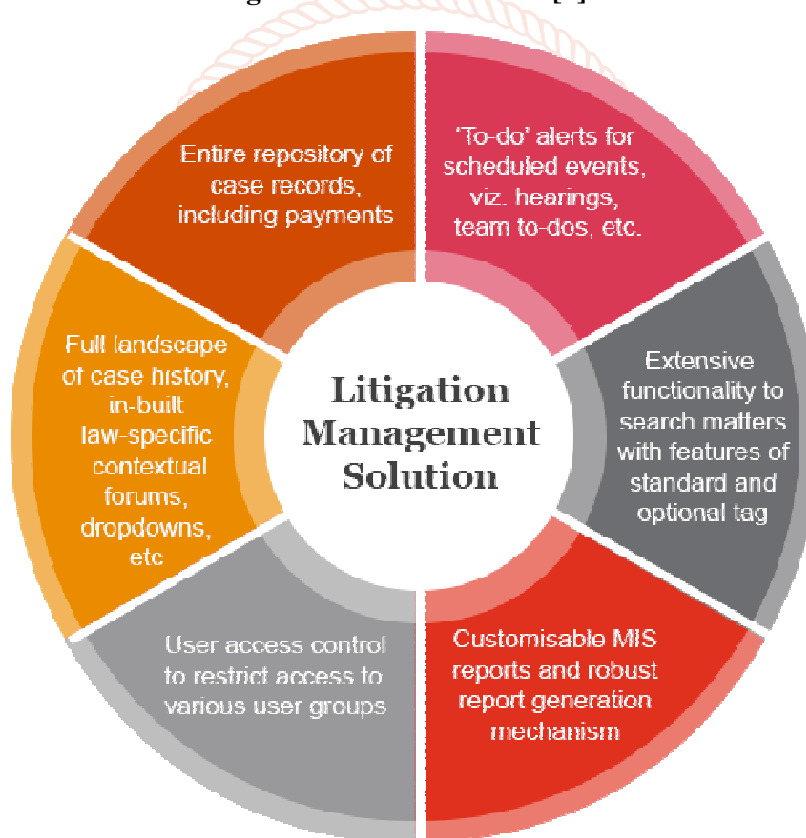 Entire repository of
case records,
including payments
‘To-do’ alerts for
scheduled events,
viz. hearings,
team to-dos, etc.
Extensive
functionality to
search matters
with features of
standard and
optional tag
Customisable MIS
reports and robust
report generation
mechanism
User access control
to restrict access to
various user groups
Full landscape
of case history,
in-built
law-specific
contextual
forums,
dropdowns,
etc
Litigation
Management
Solution